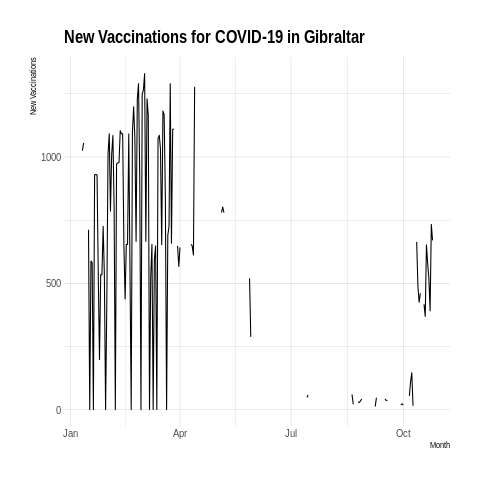 New Vaccinations for COVID-19 in Gibraltar
New Vaccinations
1000
500
0
Jan Apr Jul Oct
Month